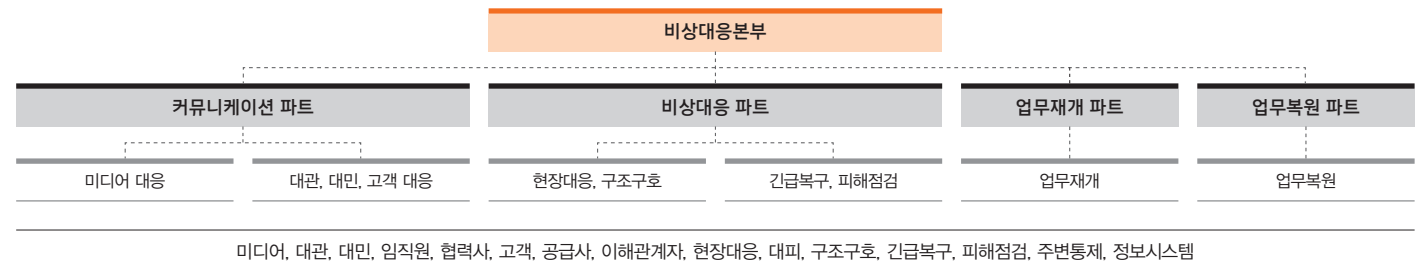 비상대응본부
커뮤니케이션 파트
비상대응 파트
업무재개 파트
업무복원 파트
미디어 대응
대관, 대민, 고객 대응
현장대응, 구조구호
긴급복구, 피해점검
업무재개
업무복원
미디어, 대관, 대민, 임직원, 협력사, 고객, 공급사, 이해관계자, 현장대응, 대피, 구조구호, 긴급복구, 피해점검, 주변통제, 정보시스템